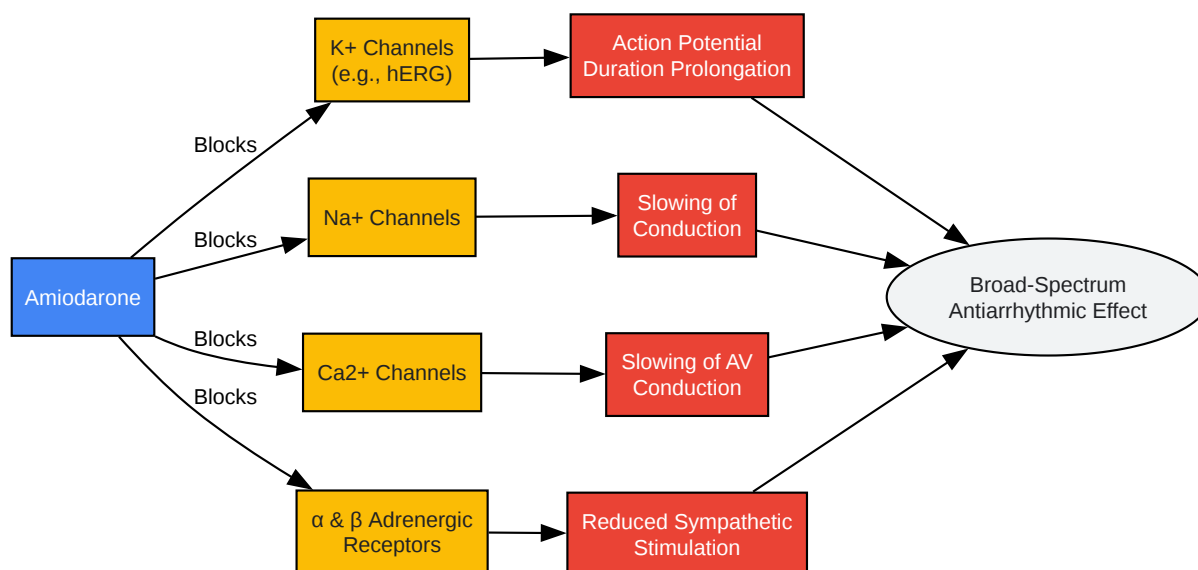 Amiodarone
Blocks
K+ Channels
(e.g., hERG)
Action Potential
Duration Prolongation
Blocks
Na+ Channels
Slowing of
Conduction
Blocks
Ca2+ Channels
Slowing of AV
Conduction
Blocks
α & β Adrenergic
Receptors
Reduced Sympathetic
Stimulation
Broad-Spectrum
Antiarrhythmic Effect